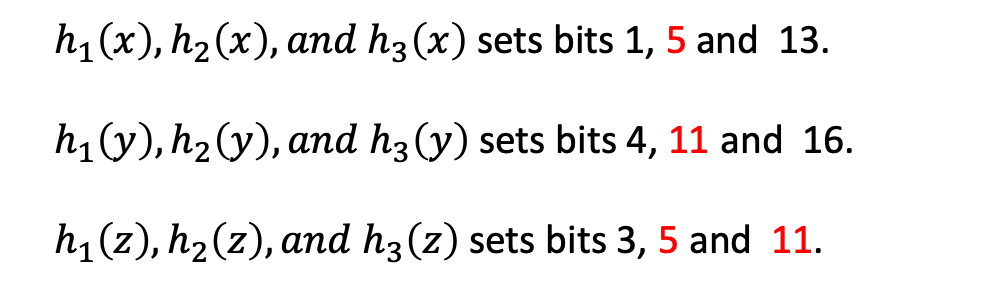 h₁(x), h₂(x), and h₃(x) sets bits 1, 5 and 13.
h₁(y), h₂(y), and h₃(y) sets bits 4, 11 and 16.
h₁(z), h₂(z), and h₃(z) sets bits 3, 5 and 11.